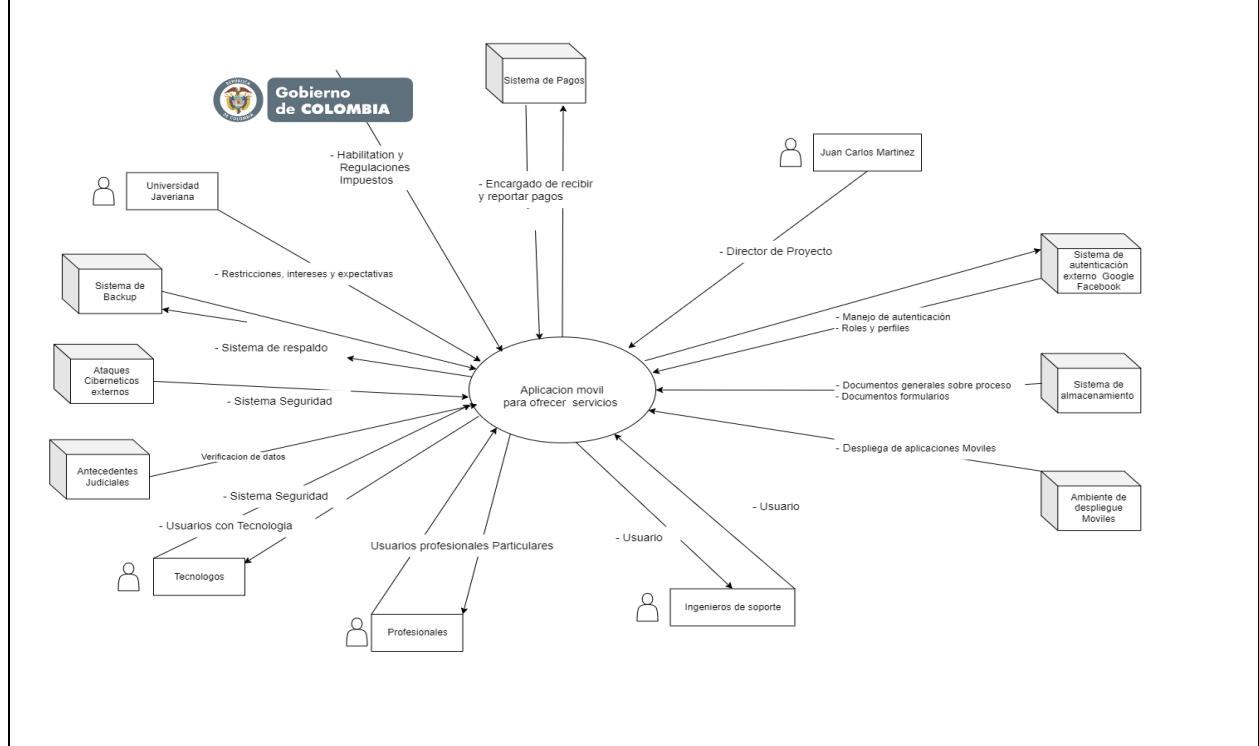 Sistema de Pagos
REPUBLICA
DE COLOMBIA
Gobierno
de COLOMBIA
- Habilitation y
Regulaciones
Impuestos
- Encargado de recibir
y reportar pagos
-
Juan Carlos Martinez
Universidad
Javeriana
- Director de Proyecto
Sistema de
autenticación
externo Google
Facebook
- Restricciones, intereses y expectativas
Sistema de
Backup
- Manejo de autenticación
- Roles y perfiles
- Sistema de respaldo
Ataques
Ciberneticos
externos
Aplicacion movil
para ofrecer servicios
- Documentos generales sobre proceso
- Documentos formularios
Sistema de
almacenamiento
- Sistema Seguridad
- Despliega de aplicaciones Moviles
Verificacion de datos
Antecedentes
Judiciales
Ambiente de
despliegue
Moviles
- Sistema Seguridad
- Usuario
- Usuarios con Tecnologia
- Usuario
Usuarios profesionales Particulares
Tecnologos
Ingenieros de soporte
Profesionales